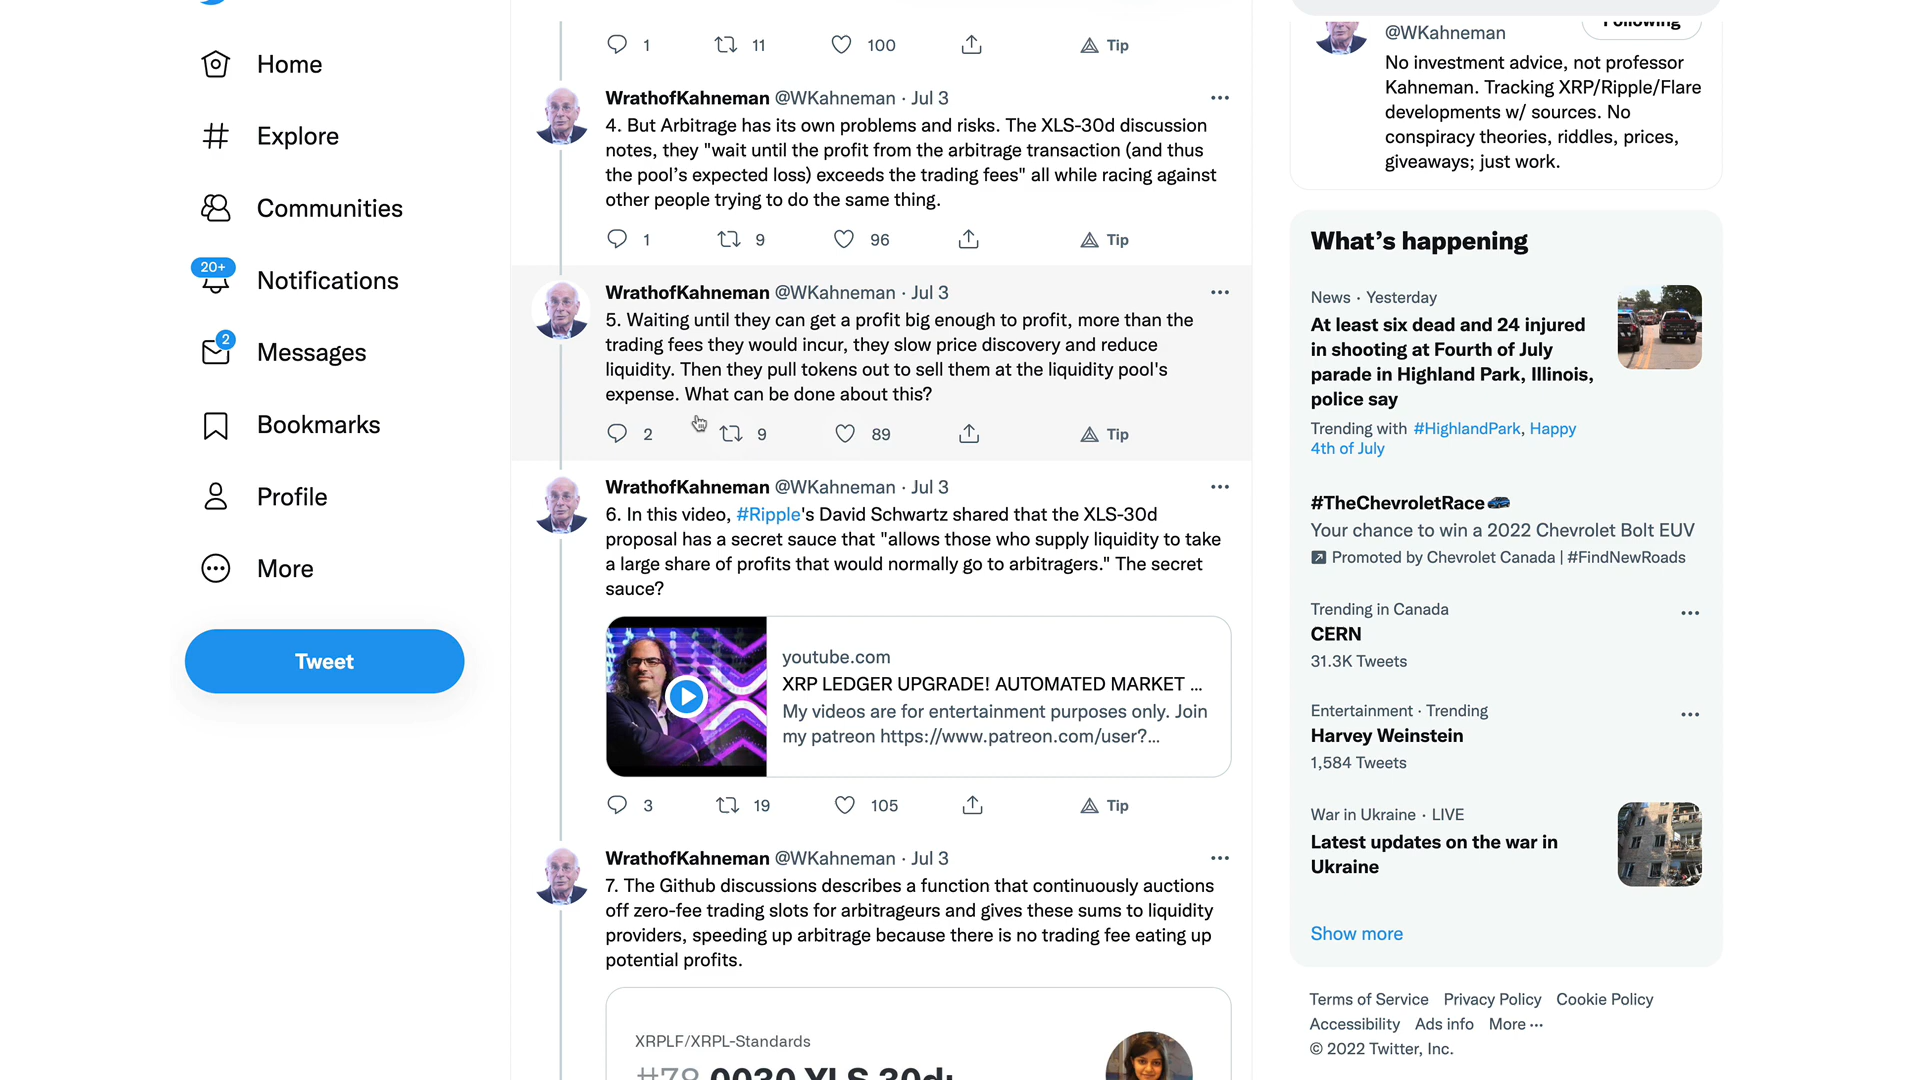 Home
Explore
Communities
20+
Notifications
2
Messages
Bookmarks
Profile
More
Tweet
1
11
100
Tip
WrathofKahneman @WKahneman · Jul 3
4. But Arbitrage has its own problems and risks. The XLS-30d discussion
notes, they "wait until the profit from the arbitrage transaction (and thus
the pool’s expected loss) exceeds the trading fees" all while racing against
other people trying to do the same thing.
1
9
96
Tip
WrathofKahneman @WKahneman · Jul 3
5. Waiting until they can get a profit big enough to profit, more than the
trading fees they would incur, they slow price discovery and reduce
liquidity. Then they pull tokens out to sell them at the liquidity pool's
expense. What can be done about this?
2
9
89
Tip
WrathofKahneman @WKahneman · Jul 3
6. In this video, #Ripple's David Schwartz shared that the XLS-30d
proposal has a secret sauce that "allows those who supply liquidity to take
a large share of profits that would normally go to arbitragers." The secret
sauce?
youtube.com
XRP LEDGER UPGRADE! AUTOMATED MARKET ...
My videos are for entertainment purposes only. Join
my patreon https://www.patreon.com/user?...
3
19
105
Tip
WrathofKahneman @WKahneman · Jul 3
7. The Github discussions describes a function that continuously auctions
off zero-fee trading slots for arbitrageurs and gives these sums to liquidity
providers, speeding up arbitrage because there is no trading fee eating up
potential profits.
XRPLF/XRPL-Standards
#78 0030 XLS 30d:
@WKahneman
Following
No investment advice, not professor
Kahneman. Tracking XRP/Ripple/Flare
developments w/ sources. No
conspiracy theories, riddles, prices,
giveaways; just work.
What’s happening
News · Yesterday
At least six dead and 24 injured
in shooting at Fourth of July
parade in Highland Park, Illinois,
police say
Trending with #HighlandPark, Happy
4th of July
#TheChevroletRace
Your chance to win a 2022 Chevrolet Bolt EUV
Promoted by Chevrolet Canada | #FindNewRoads
Trending in Canada
CERN
31.3K Tweets
Entertainment · Trending
Harvey Weinstein
1,584 Tweets
War in Ukraine · LIVE
Latest updates on the war in
Ukraine
Show more
Terms of Service Privacy Policy Cookie Policy
Accessibility Ads info More ···
© 2022 Twitter, Inc.